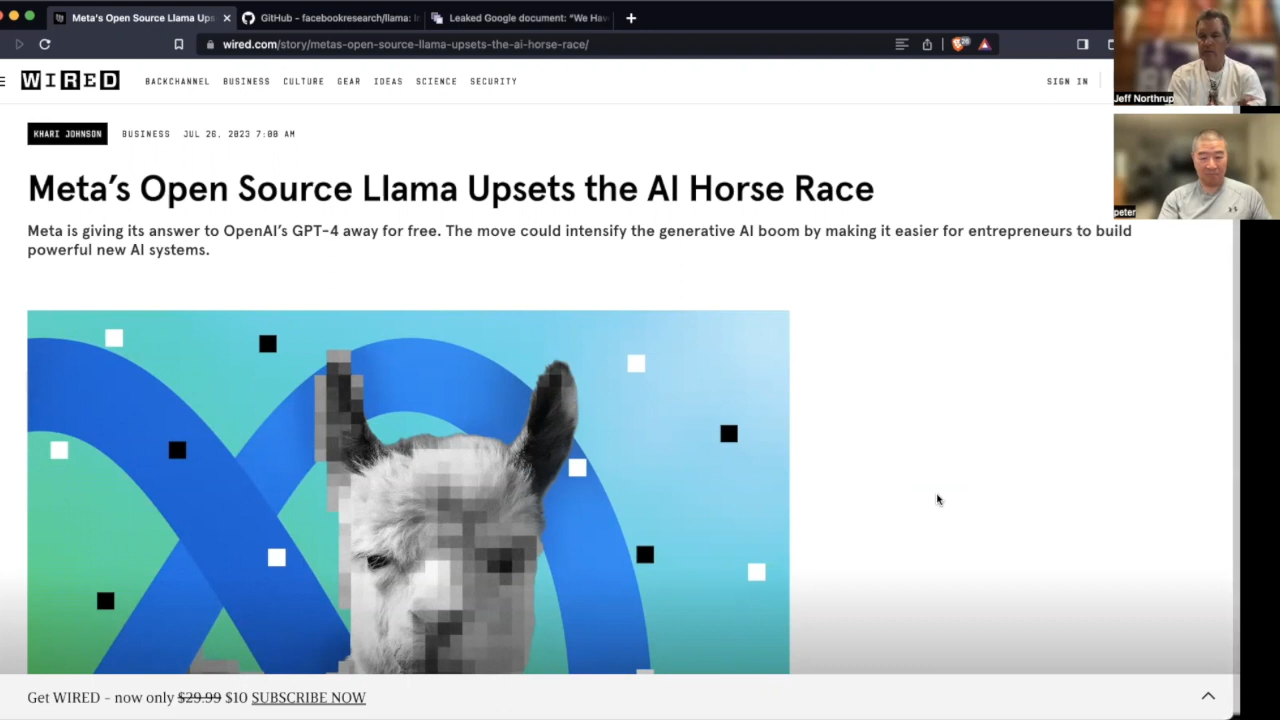 Meta's Open Source Llama Ups
GitHub - facebookresearch/llama: I
Leaked Google document: "We Hav
wired.com/story/metas-open-source-llama-upsets-the-ai-horse-race/
26
WIRED
BACKCHANNEL BUSINESS CULTURE GEAR IDEAS SCIENCE SECURITY
SIGN IN
Jeff Northrup
KHARI JOHNSON BUSINESS JUL 26, 2023 7:00 AM
Meta's Open Source Llama Upsets the AI Horse Race
peter
Meta is giving its answer to OpenAI's GPT-4 away for free. The move could intensify the generative AI boom by making it easier for entrepreneurs to build
powerful new AI systems.
Get WIRED - now only $29.99 $10 SUBSCRIBE NOW